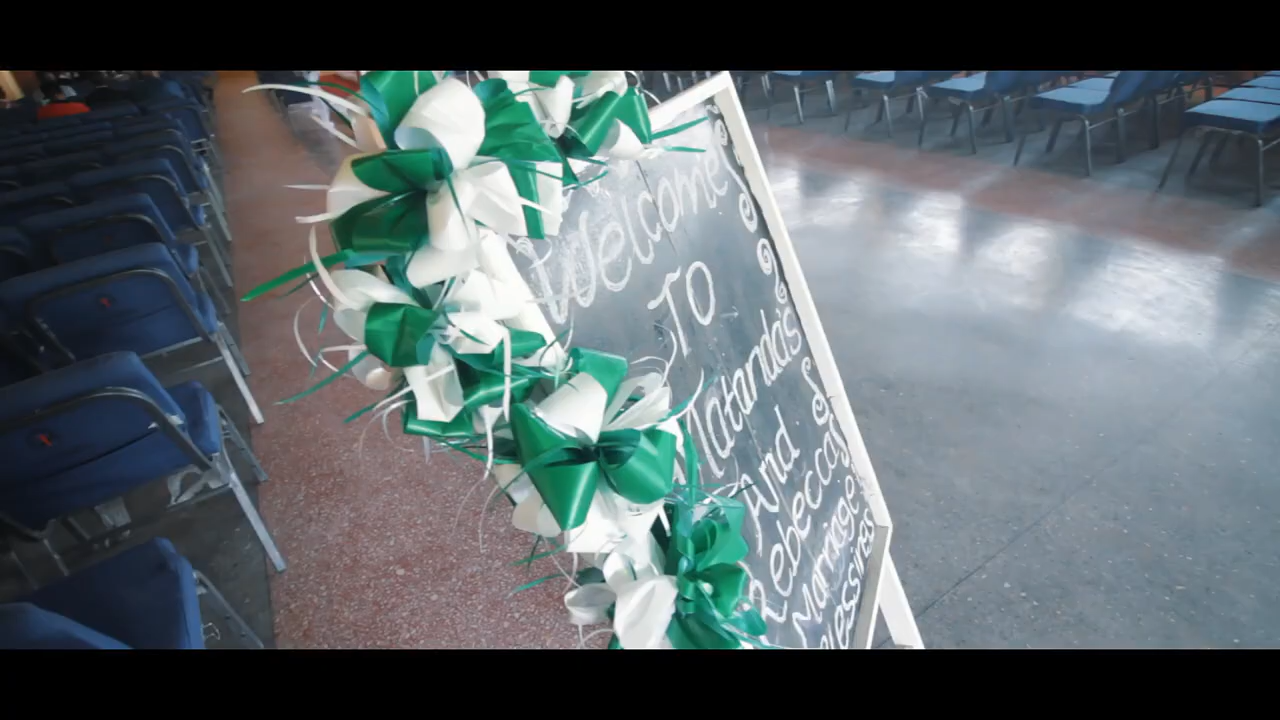 Welcome
TO
Matanda's
And
Rebecca's
Marriage
Blessings